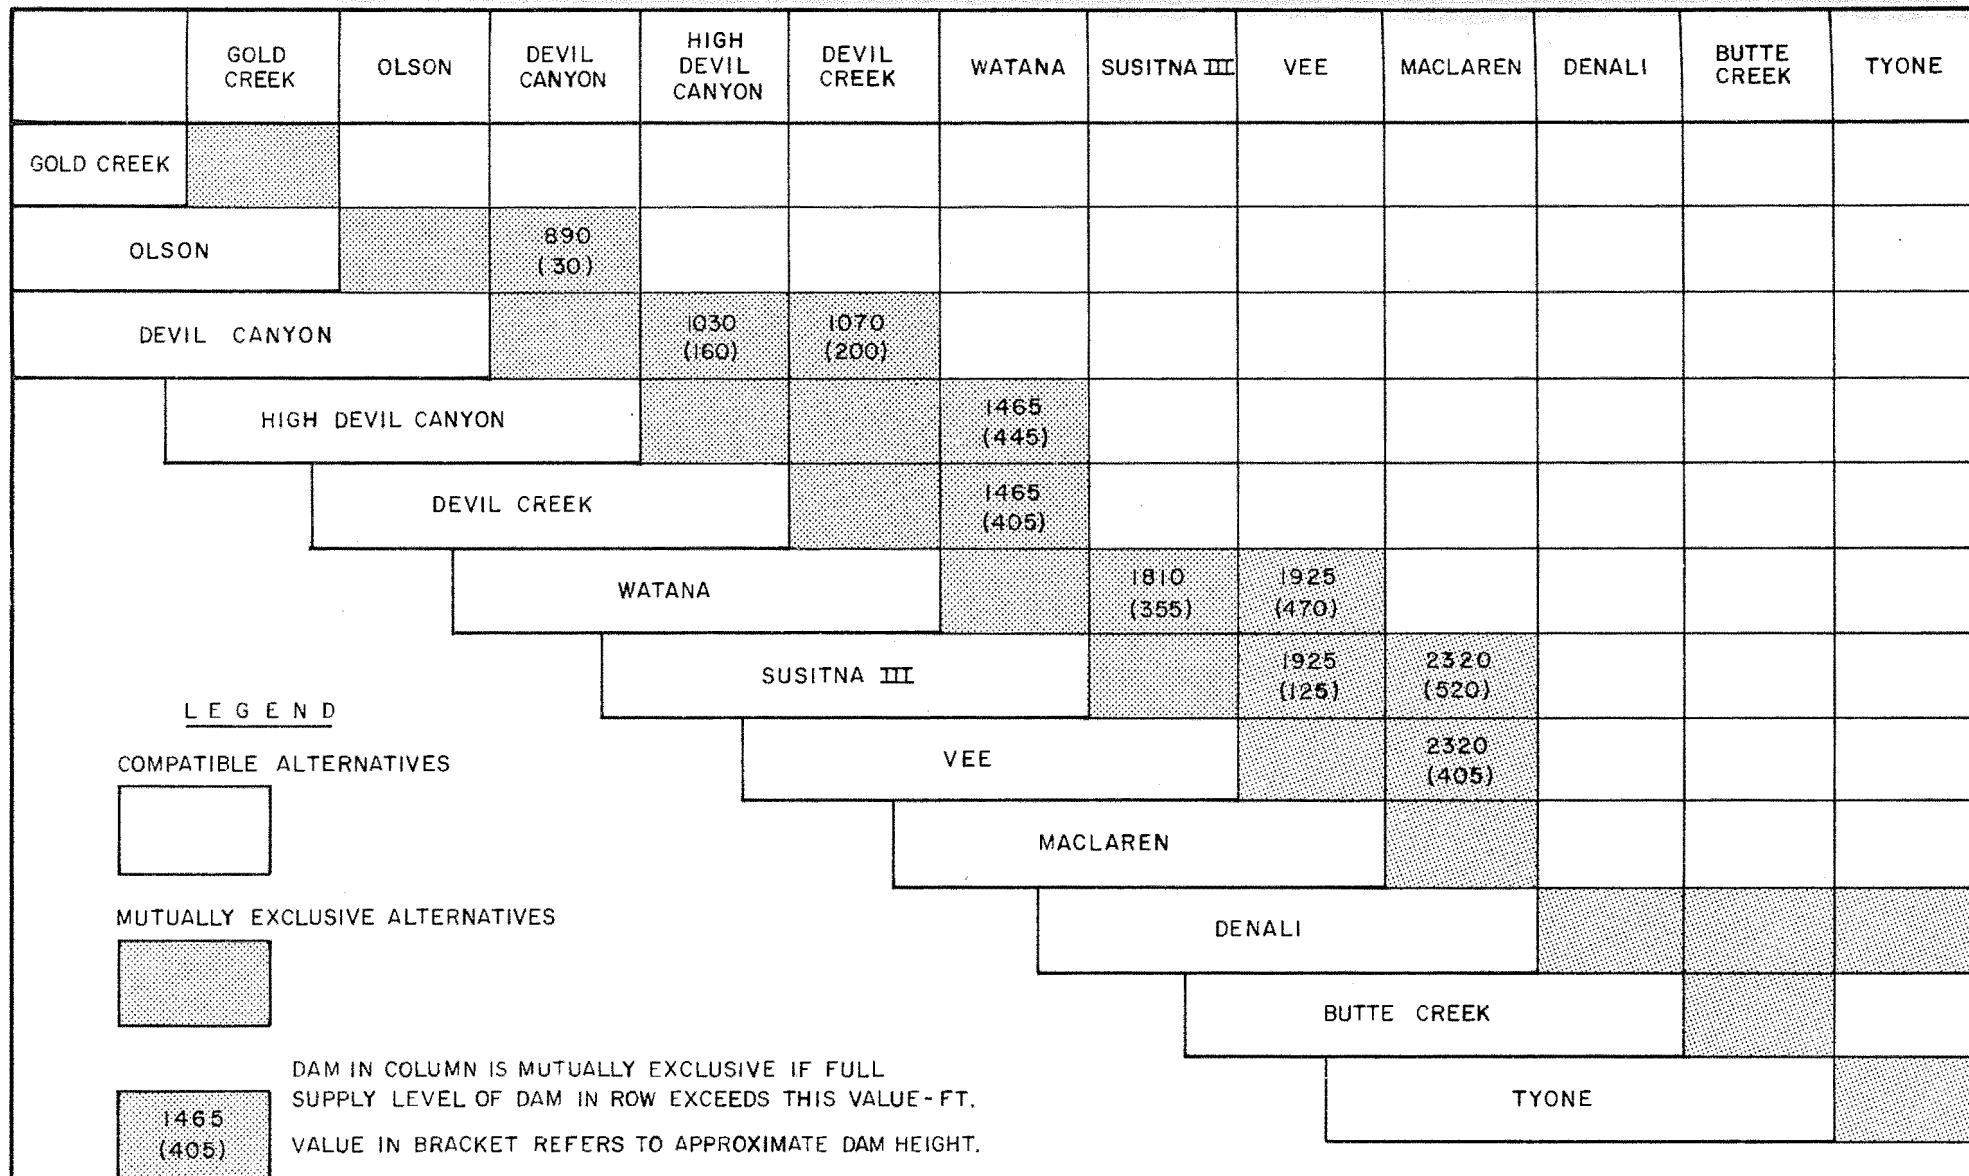 GOLD
CREEK
OLSON
DEVIL
CANYON
HIGH
DEVIL
CANYON
DEVIL
CREEK
WATANA
SUSITNA III
VEE
MACLAREN
DENALI
BUTTE
CREEK
TYONE
GOLD CREEK
OLSON
890
(30)
DEVIL CANYON
1030
(160)
1070
(200)
HIGH DEVIL CANYON
1465
(445)
DEVIL CREEK
1465
(405)
WATANA
1810
(355)
1925
(470)
SUSITNA III
1925
(125)
2320
(520)
VEE
2320
(405)
MACLAREN
DENALI
BUTTE CREEK
TYONE
LEGEND
COMPATIBLE ALTERNATIVES
MUTUALLY EXCLUSIVE ALTERNATIVES
1465
(405)
DAM IN COLUMN IS MUTUALLY EXCLUSIVE IF FULL
SUPPLY LEVEL OF DAM IN ROW EXCEEDS THIS VALUE-FT.
VALUE IN BRACKET REFERS TO APPROXIMATE DAM HEIGHT.